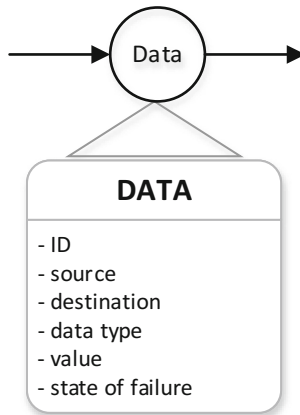 Data
DATA
- ID
- source
- destination
- data type
- value
- state of failure